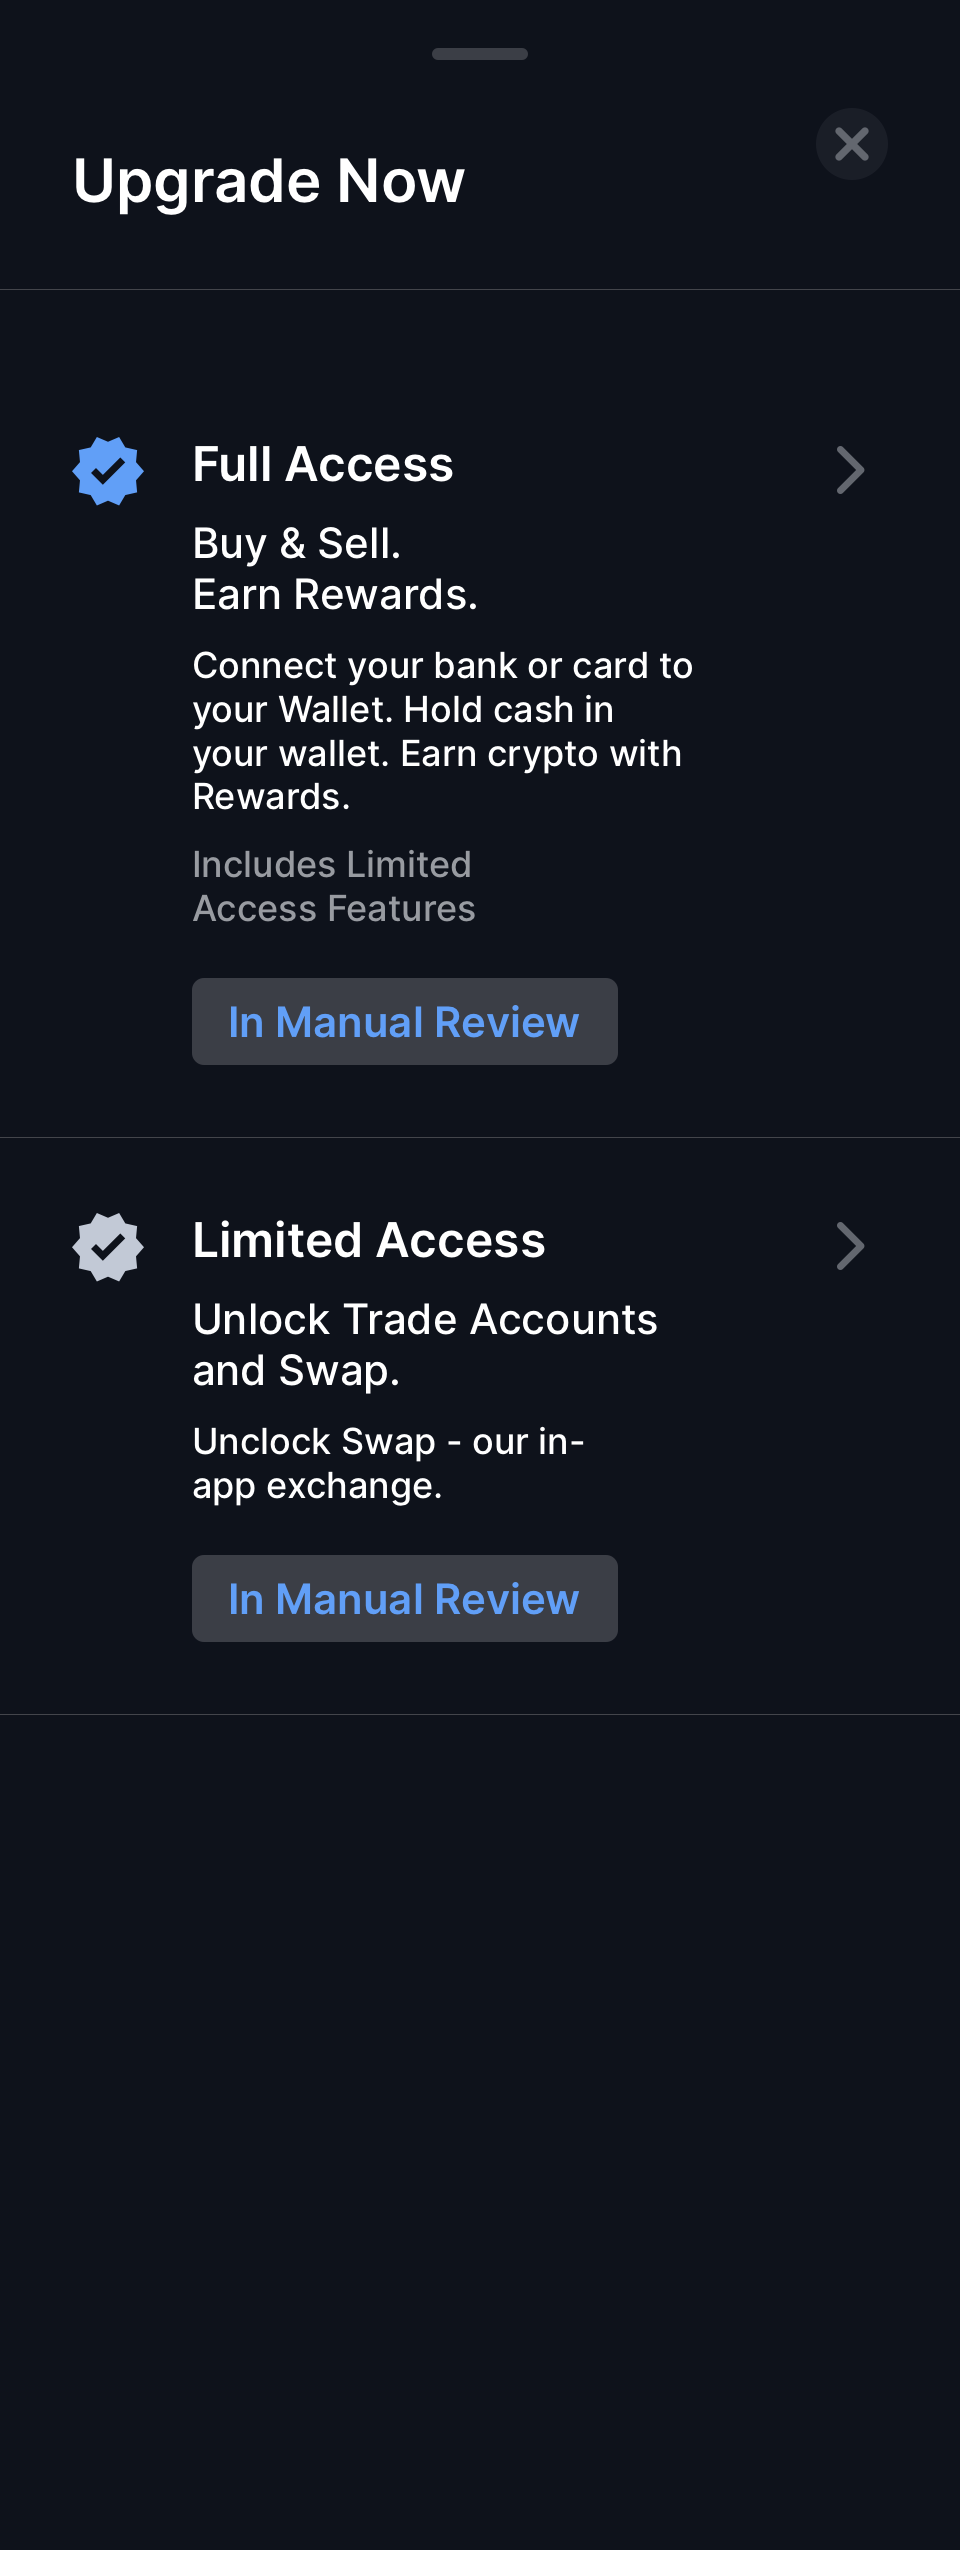 Upgrade Now
Full Access
Buy & Sell.
Earn Rewards.
Connect your bank or card to
your Wallet. Hold cash in
your wallet. Earn crypto with
Rewards.
Includes Limited
Access Features
In Manual Review
Limited Access
Unlock Trade Accounts
and Swap.
Unclock Swap - our in-
app exchange.
In Manual Review